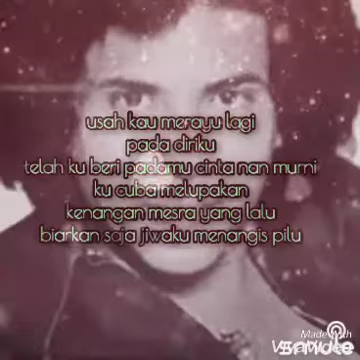 usah kau merayu lagi
pada diriku
telah ku beri padamu cinta nan murni
ku cuba melupakan
kenangan mesra yang lalu
biarkan saja jiwaku menangis pilu
Made with